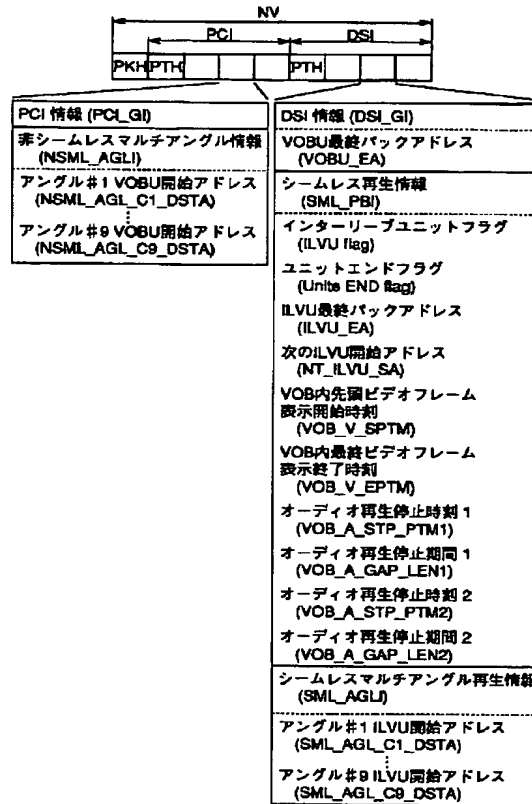 NV
PCI
DSI
PKH PTH PTH
PCI 情報 (PCI_GI)
非シームレスマルチアングル情報
(NSML_AGLI)
アングル#1 VOBU開始アドレス
(NSML_AGL_C1_DSTA)
アングル#9 VOBU開始アドレス
(NSML_AGL_C9_DSTA)
DSI 情報 (DSI_GI)
VOBU最終パックアドレス
(VOBU_EA)
シームレス再生情報
(SML_PBI)
インターリーブユニットフラグ
(ILVU flag)
ユニットエンドフラグ
(Unite END flag)
ILVU最終パックアドレス
(ILVU_EA)
次のILVU開始アドレス
(NT_ILVU_SA)
VOB内先頭ビデオフレーム
表示開始時刻
(VOB_V_SPTM)
VOB内最終ビデオフレーム
表示終了時刻
(VOB_V_EPTM)
オーディオ再生停止時刻 1
(VOB_A_STP_PTM1)
オーディオ再生停止期間 1
(VOB_A_GAP_LEN1)
オーディオ再生停止時刻 2
(VOB_A_STP_PTM2)
オーディオ再生停止期間 2
(VOB_A_GAP_LEN2)
シームレスマルチアングル再生情報
(SML_AGLI)
アングル#1 ILVU開始アドレス
(SML_AGL_C1_DSTA)
アングル#9 ILVU開始アドレス
(SML_AGL_C9_DSTA)